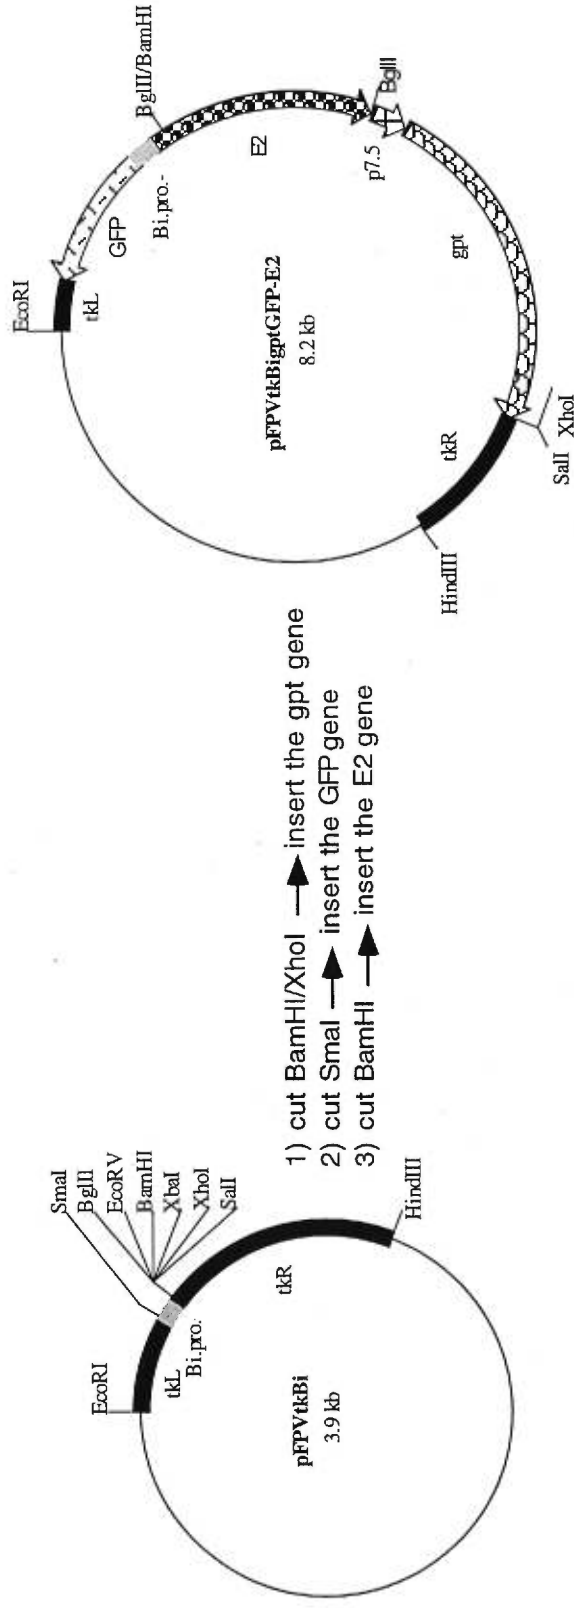 EcoRI
tkL
Bi.pro.
SmaI
BglII
EcoRV
BamHI
XbaI
XhoI
SalI
tkR
HindIII
pFPVtkBi
3.9 kb
1) cut BamHI/XhoI insert the gpt gene
2) cut SmaI insert the GFP gene
3) cut BamHI insert the E2 gene
EcoRI
tkL
GFP
Bi.pro.-
BglII/BamHI
E2
p7.5
BglII
gpt
pFPVtkBigptGFP-E2
8.2 kb
tkR
SalI
XhoI
HindIII